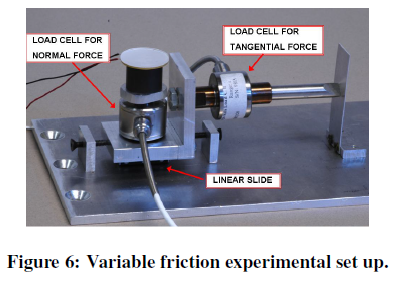 LOAD CELL FOR
NORMAL FORCE
LOAD CELL FOR
TANGENTIAL FORCE
LINEAR SLIDE
Figure 6: Variable friction experimental set up.